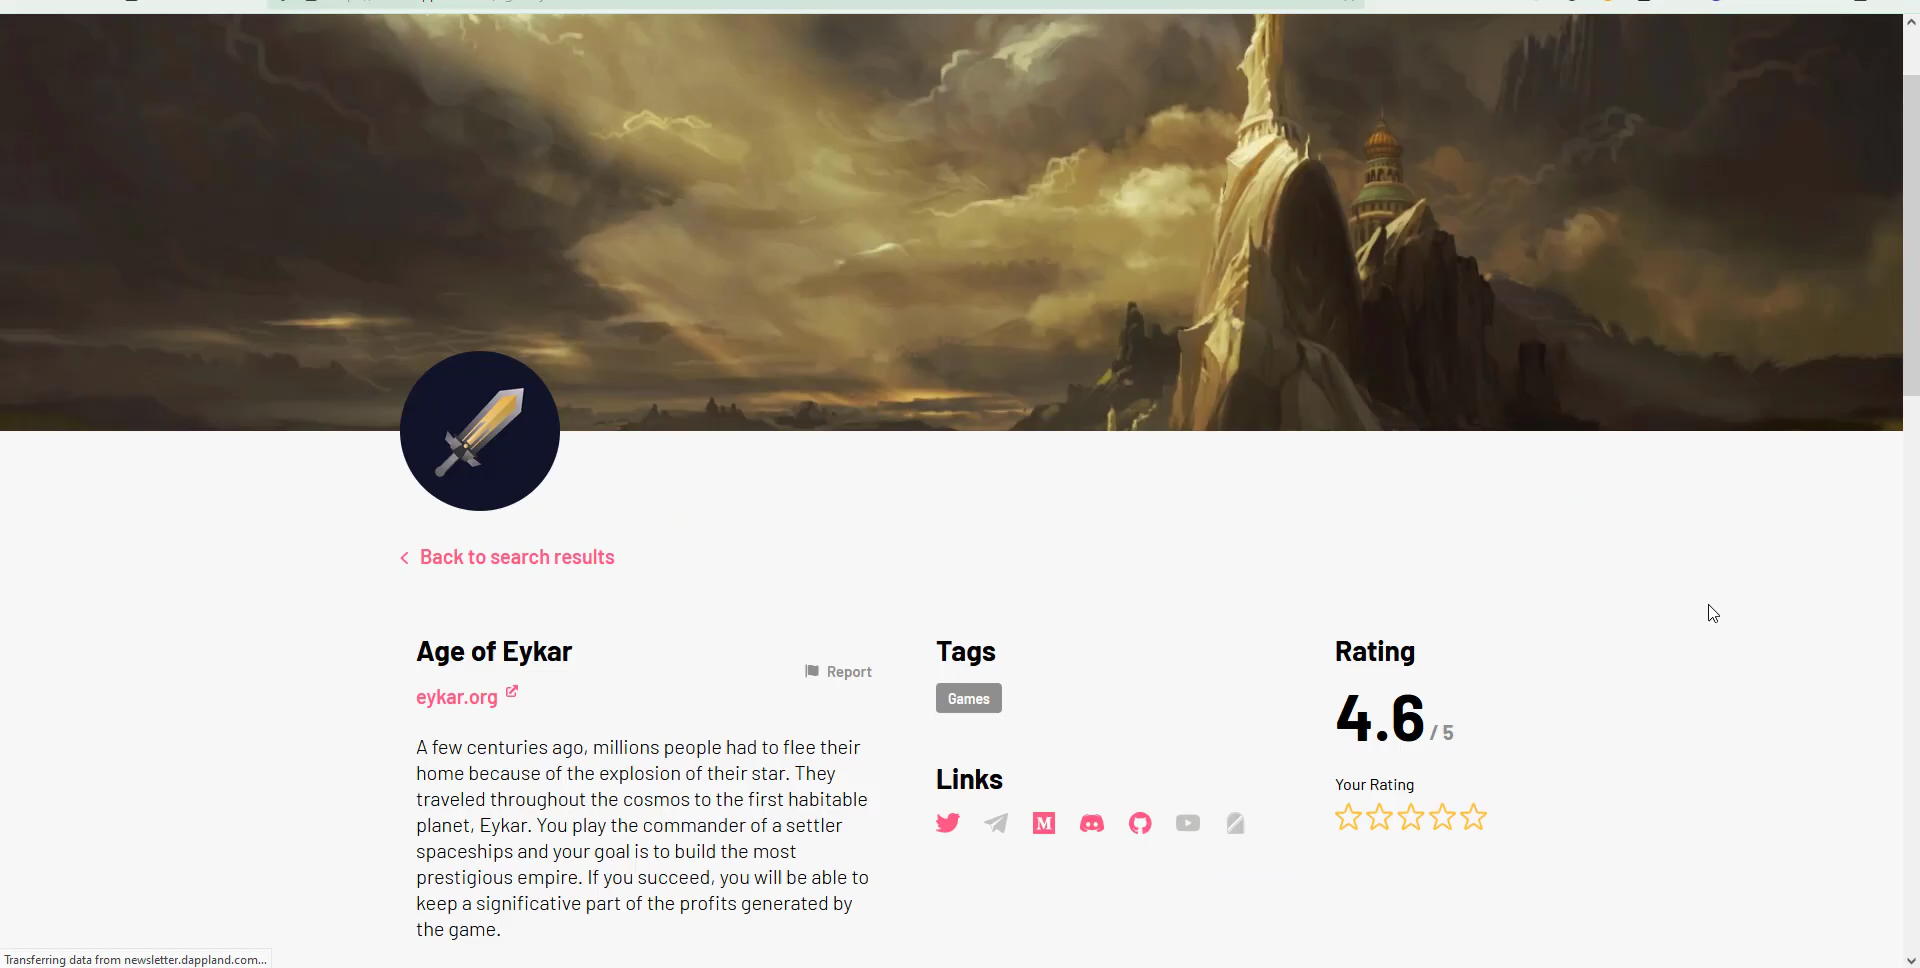 Back to search results
Age of Eykar
Report
eykar.org
A few centuries ago, millions people had to flee their
home because of the explosion of their star. They
traveled throughout the cosmos to the first habitable
planet, Eykar. You play the commander of a settler
spaceships and your goal is to build the most
prestigious empire. If you succeed, you will be able to
keep a significative part of the profits generated by
the game.
Tags
Games
Links
M
Rating
4.6 / 5
Your Rating
Transferring data from newsletter.dappland.com...